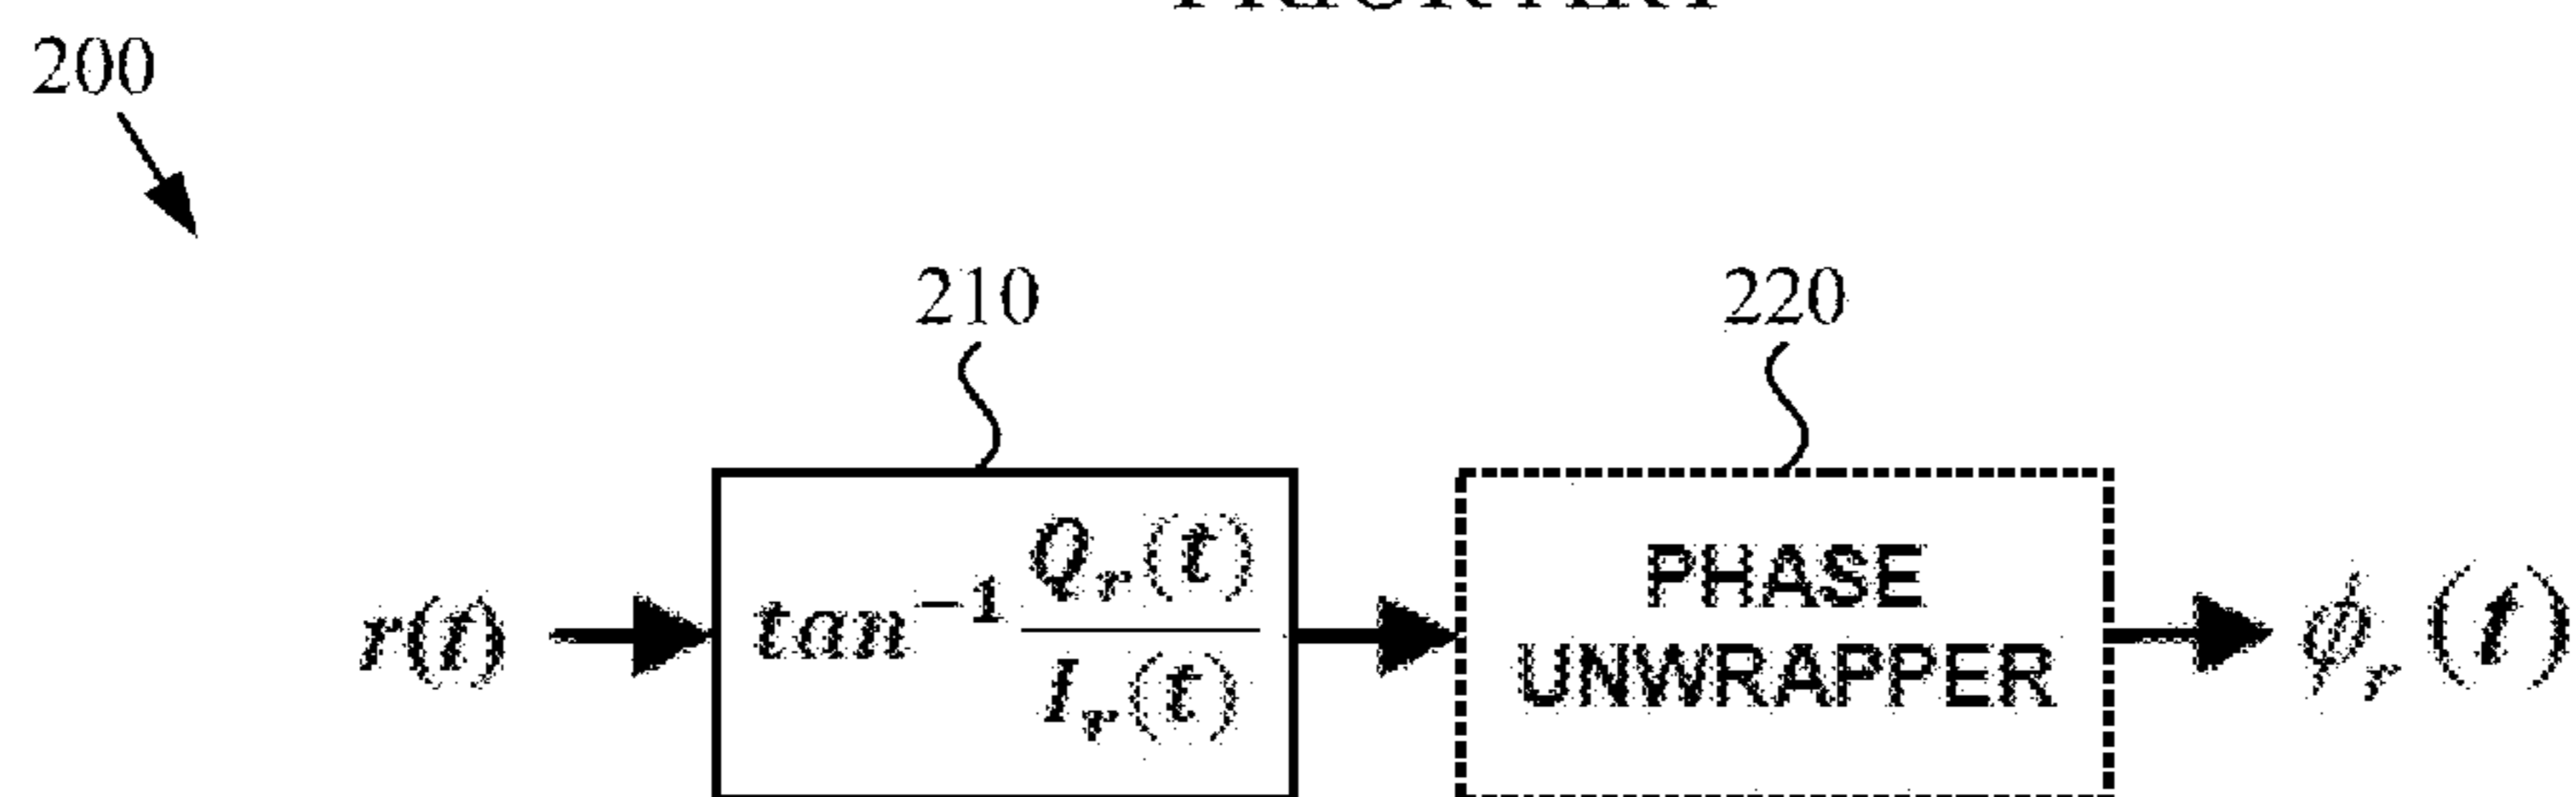 200
210
220
r(t)
tan⁻¹ Qᵣ(t)
Iᵣ(t)
PHASE
UNWRAPPER
ϕᵣ(t)